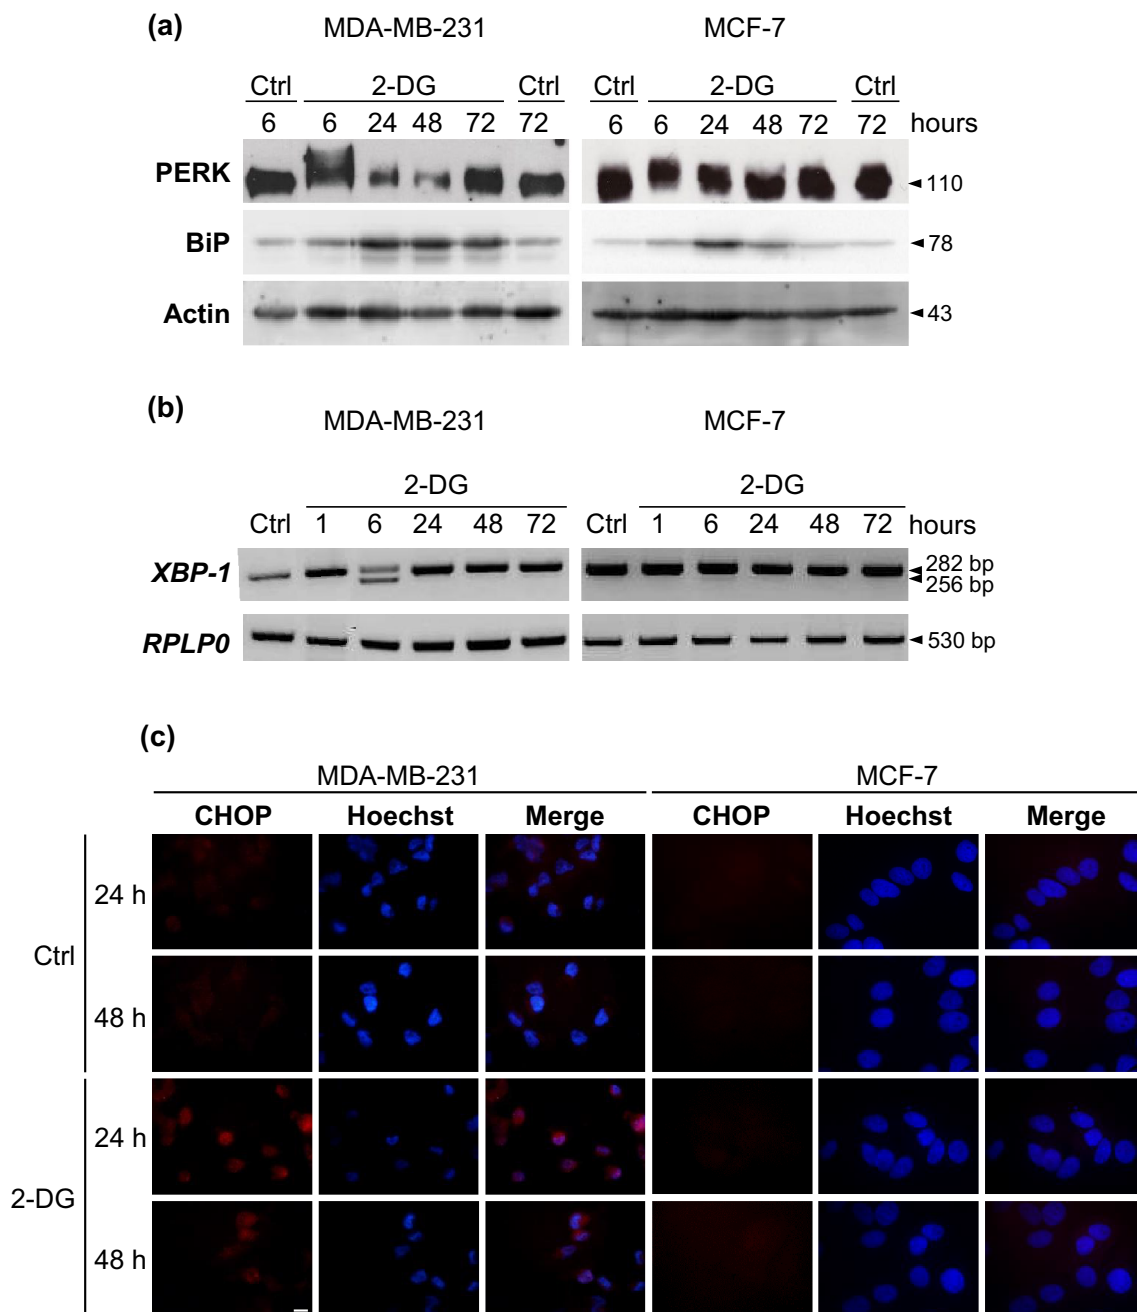 (a)
MDA-MB-231 MCF-7
Ctrl 2-DG Ctrl Ctrl 2-DG Ctrl
6 6 24 48 72 72 6 6 24 48 72 72 hours
PERK 110
BiP 78
Actin 43
(b)
MDA-MB-231 MCF-7
2-DG 2-DG
Ctrl 1 6 24 48 72 Ctrl 1 6 24 48 72 hours
XBP-1 282 bp
256 bp
RPLP0 530 bp
(c)
MDA-MB-231 MCF-7
CHOP Hoechst Merge CHOP Hoechst Merge
24 h
Ctrl
48 h
24 h
2-DG
48 h